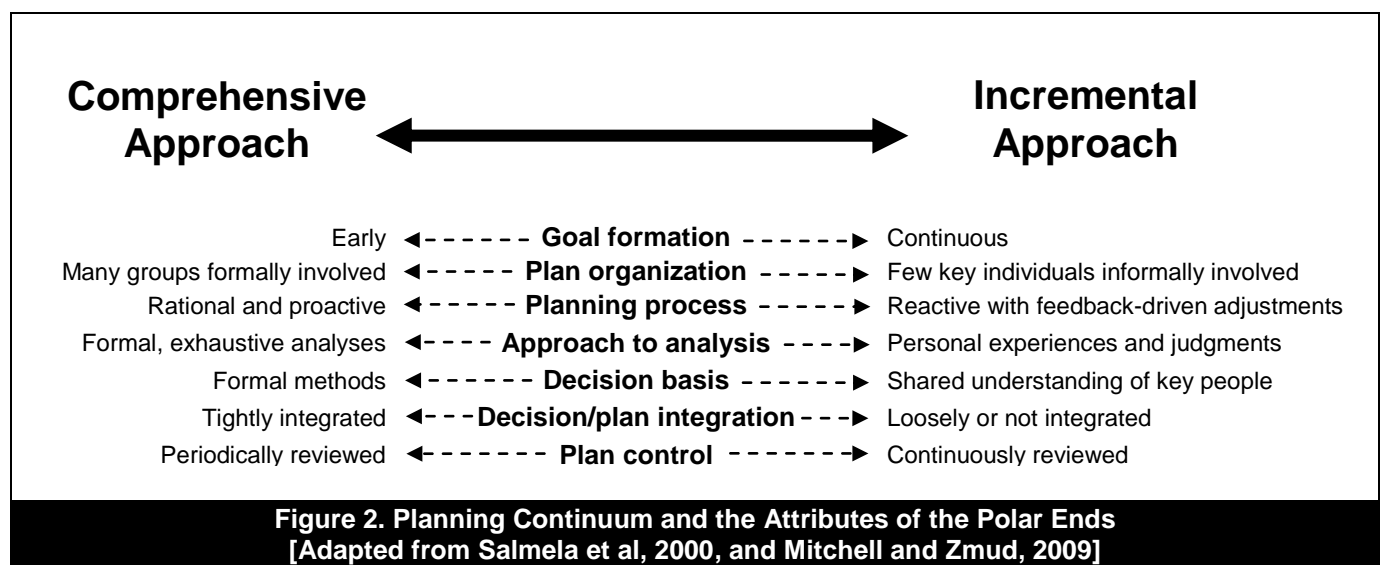 Comprehensive Approach
Incremental Approach
Early Goal formation Continuous
Many groups formally involved Plan organization Few key individuals informally involved
Rational and proactive Planning process Reactive with feedback-driven adjustments
Formal, exhaustive analyses Approach to analysis Personal experiences and judgments
Formal methods Decision basis Shared understanding of key people
Tightly integrated Decision/plan integration Loosely or not integrated
Periodically reviewed Plan control Continuously reviewed
Figure 2. Planning Continuum and the Attributes of the Polar Ends
[Adapted from Salmela et al, 2000, and Mitchell and Zmud, 2009]